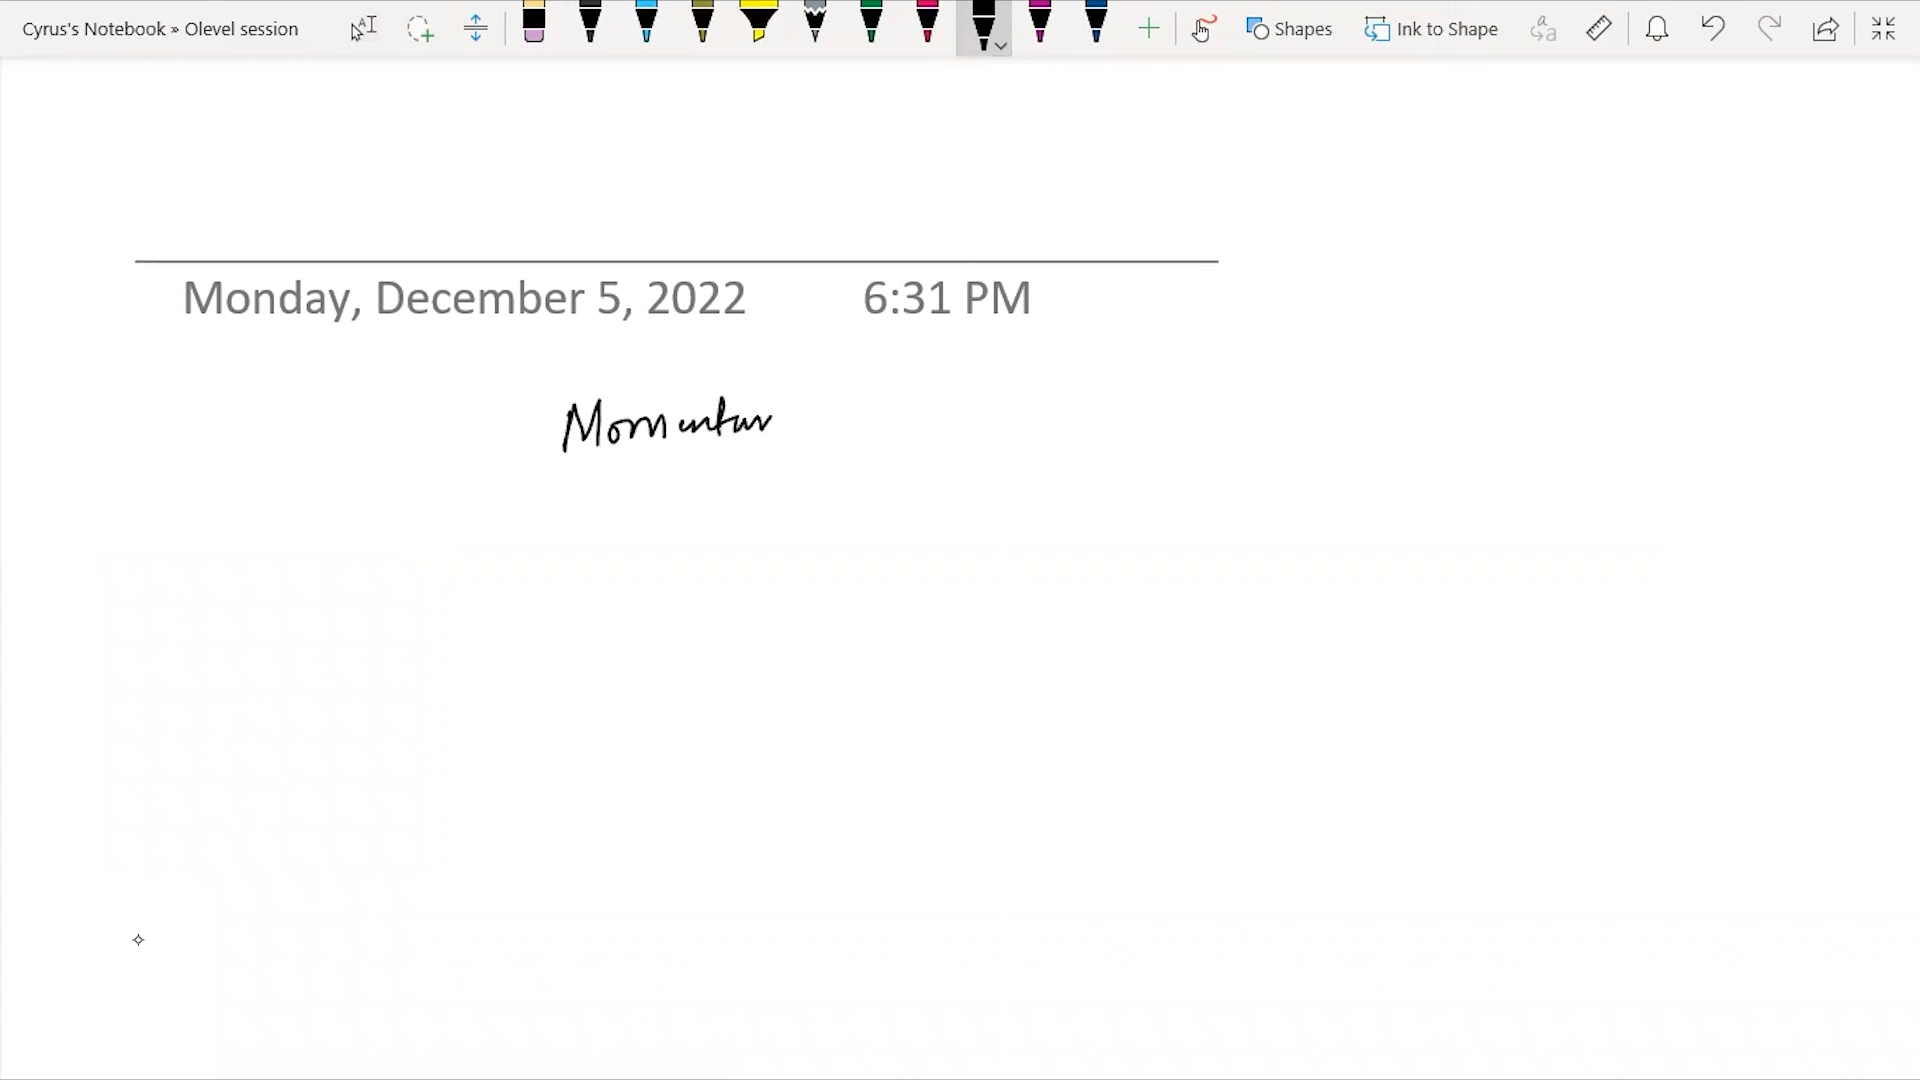 Cyrus's Notebook » Olevel session Shapes Ink to Shape
Monday, December 5, 2022 6:31 PM
Momentum